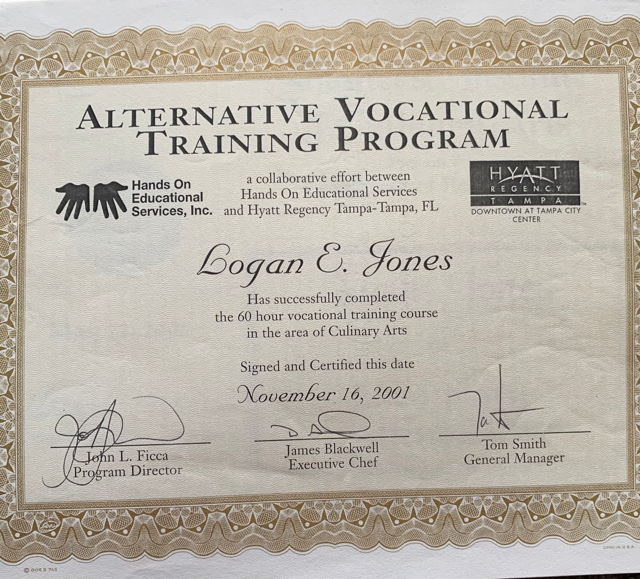 ALTERNATIVE VOCATIONAL
TRAINING PROGRAM
Hands On
Educational
Services, Inc.
a collaborative effort between
Hands On Educational Services
and Hyatt Regency Tampa-Tampa, FL
HYATT
REGENCY
TAMPA
DOWNTOWN AT TAMPA CITY
CENTER
Logan E. Jones
Has successfully completed
the 60 hour vocational training course
in the area of Culinary Arts
Signed and Certified this date
November 16, 2001
John L. Ficca
Program Director
James Blackwell
Executive Chef
Tom Smith
General Manager